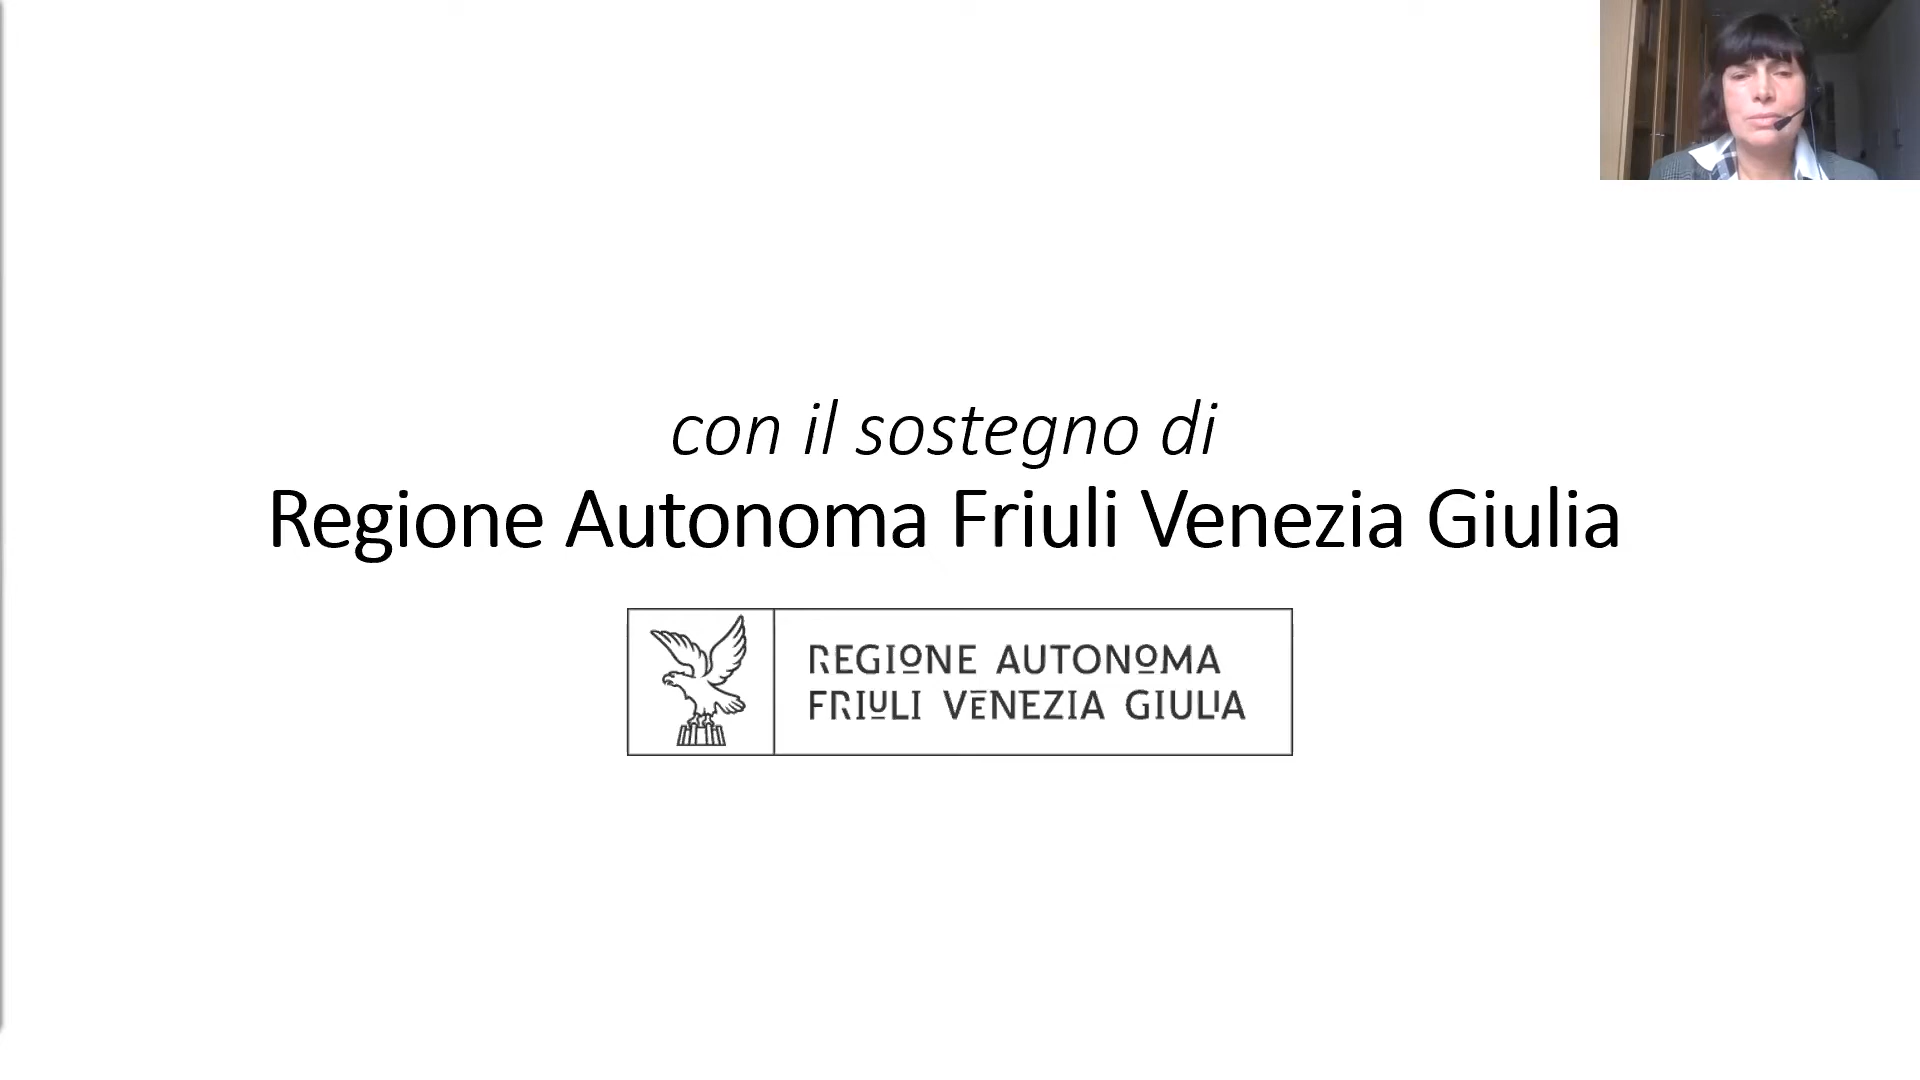 con il sostegno di
Regione Autonoma Friuli Venezia Giulia
REGIONE AUTONOMA
FRIULI VENEZIA GIULIA